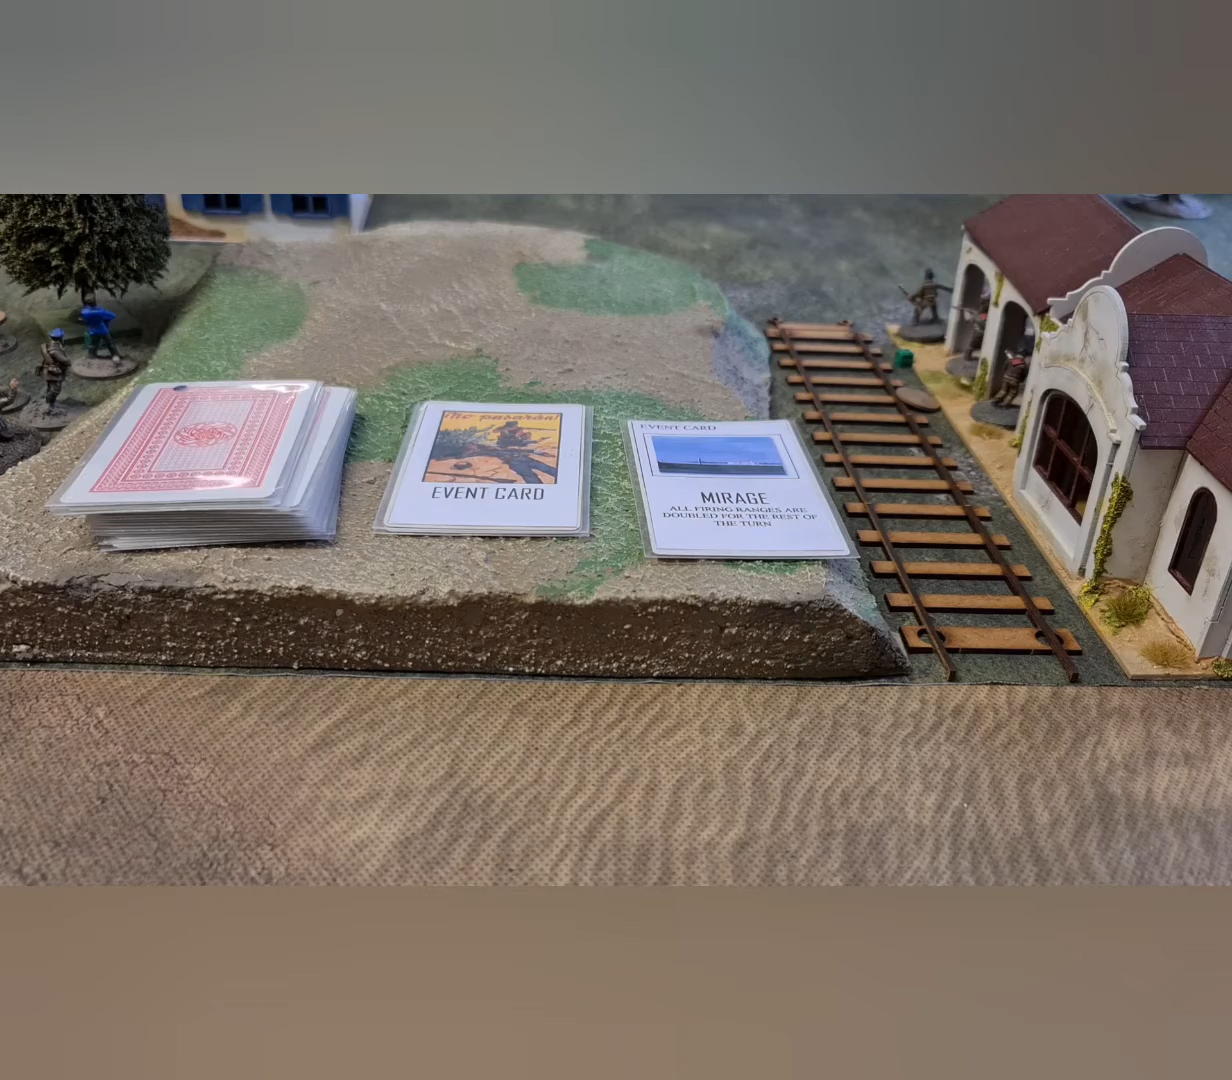 No pasarán!
EVENT CARD
EVENT CARD
MIRAGE
ALL FIRING RANGES ARE
DOUBLED FOR THE REST OF
THE TURN